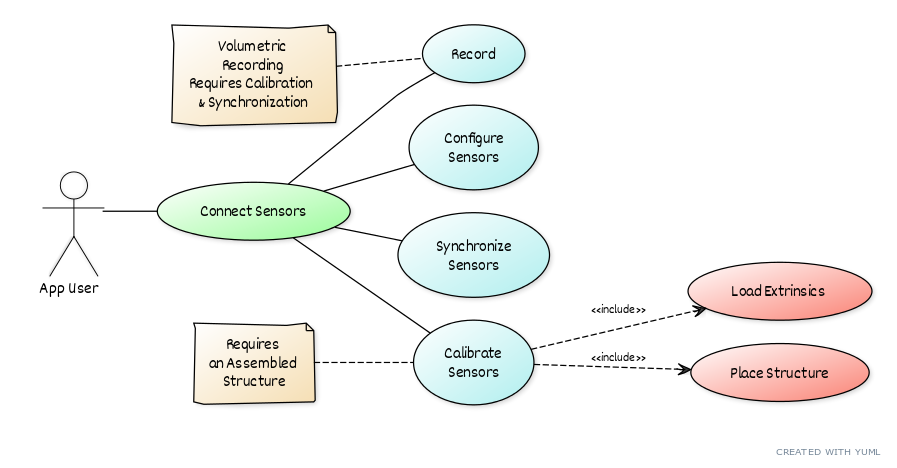 Volumetric
Recording
Requires Calibration
& Synchronization
Record
Configure
Sensors
Connect Sensors
App User
Synchronize
Sensors
Load Extrinsics
<<include>>
Requires
an Assembled
Structure
Calibrate
Sensors
<<include>>
Place Structure
CREATED WITH YUML